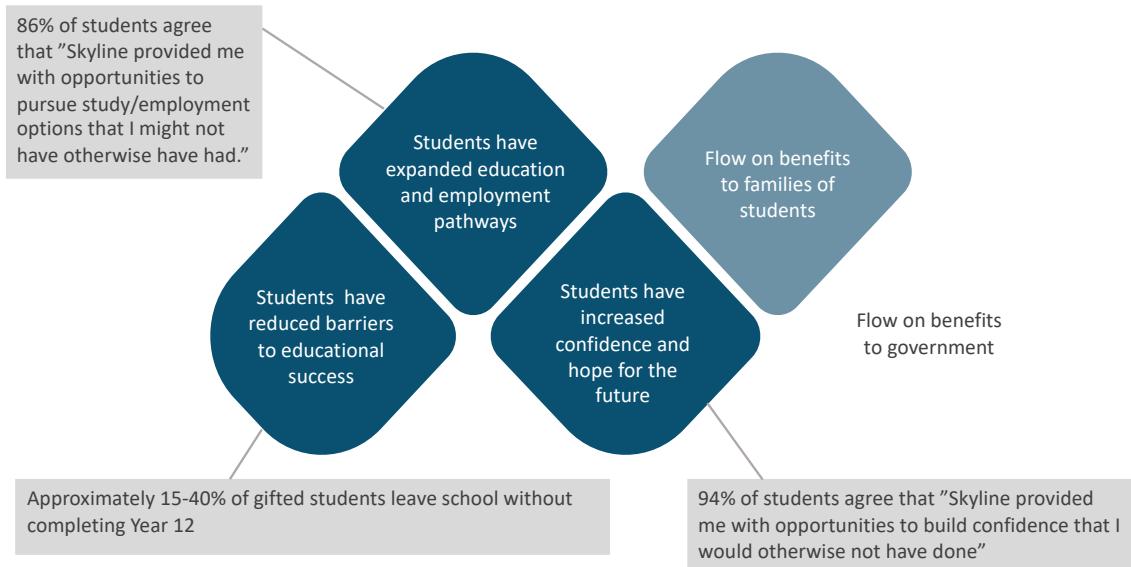 86% of students agree
that ”Skyline provided me
with opportunities to
pursue study/employment
options that I might not
have otherwise have had.”
Students have
expanded education
and employment
pathways
Flow on benefits
to families of
students
Students  have
reduced barriers
to educational
success
Students have
increased
confidence and
hope for the
future
Flow on benefits
to government
Approximately 15-40% of gifted students leave school without
completing Year 12
94% of students agree that ”Skyline provided
me with opportunities to build confidence that I
would otherwise not have done”